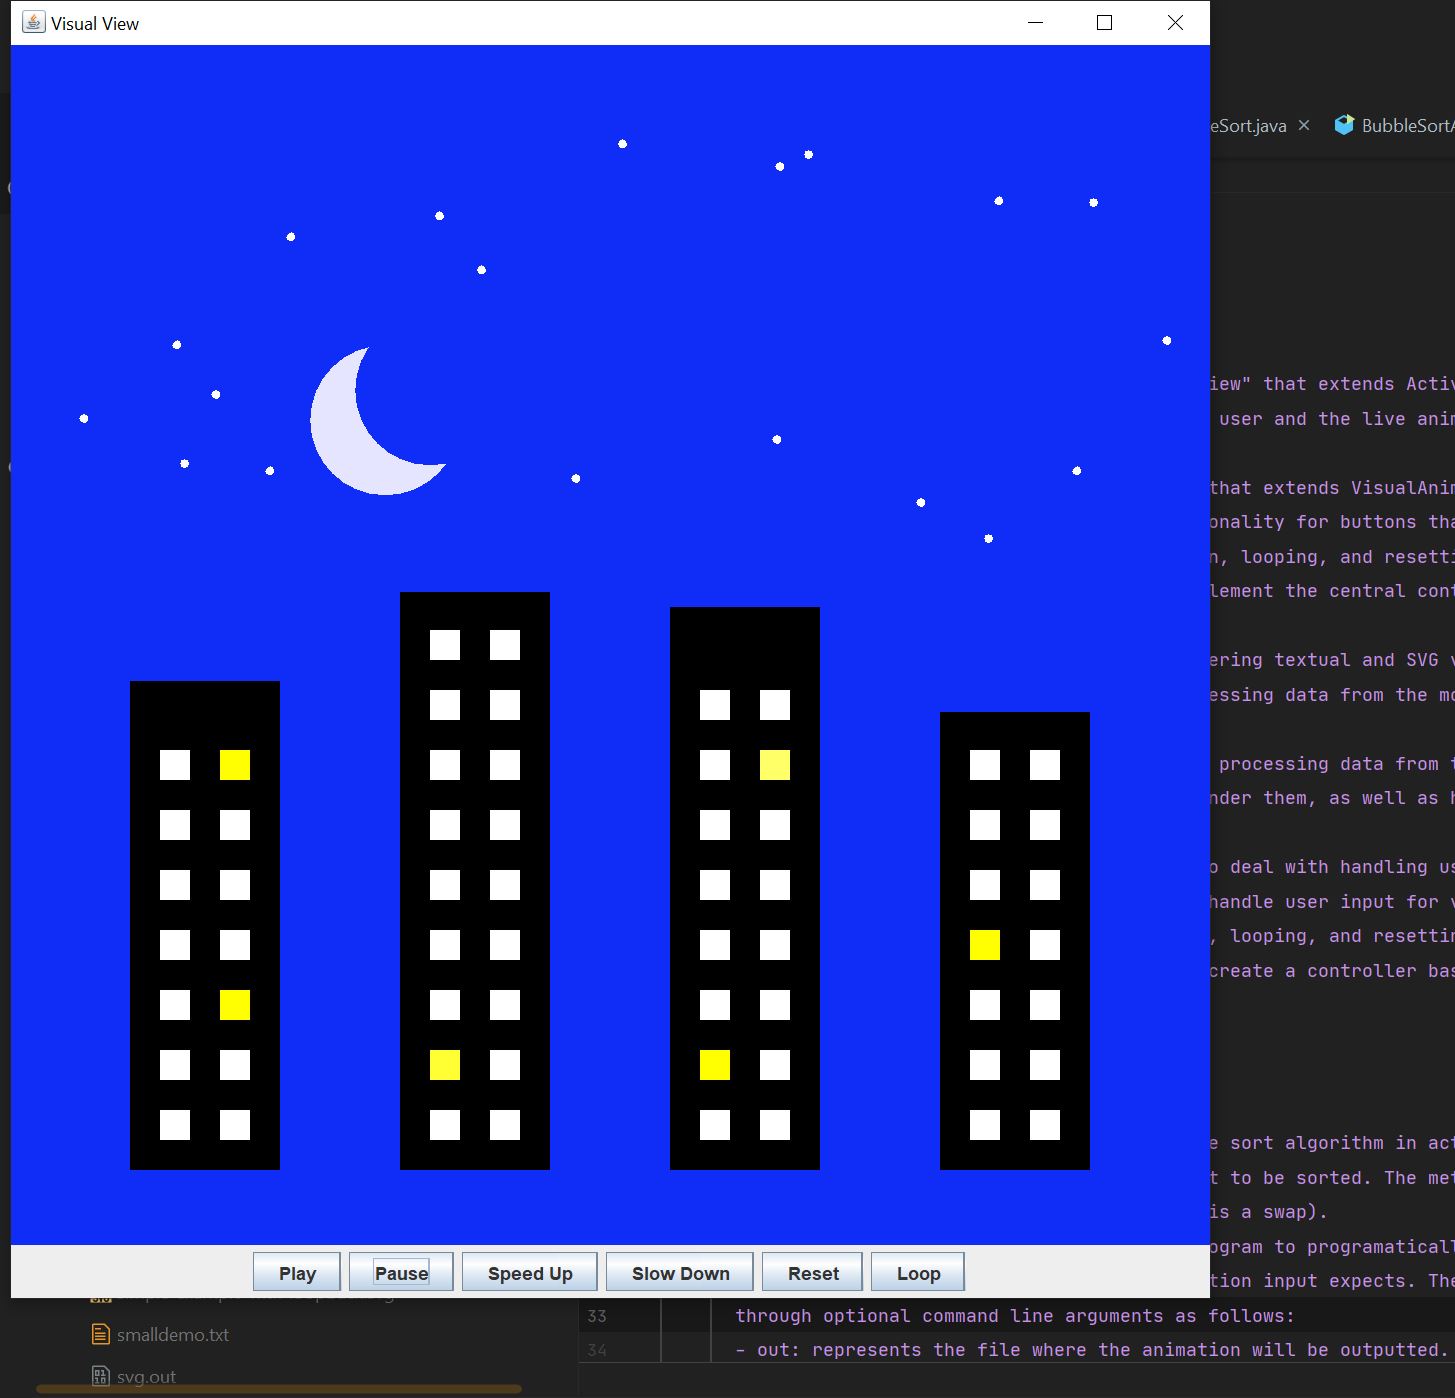 Visual View
eSort.java
BubbleSortA
iew" that extends Activ
user and the live anim
that extends VisualAnim
onality for buttons tha
n, looping, and resetti
lement the central cont
ering textual and SVG v
essing data from the mo
processing data from t
nder them, as well as h
o deal with handling us
handle user input for v
, looping, and resettin
create a controller bas
e sort algorithm in act
t to be sorted. The met
is a swap).
ogram to programaticall
tion input expects. The
Play Pause Speed Up Slow Down Reset Loop
33 through optional command line arguments as follows:
smalldemo.txt
34 - out: represents the file where the animation will be outputted.
svg.out